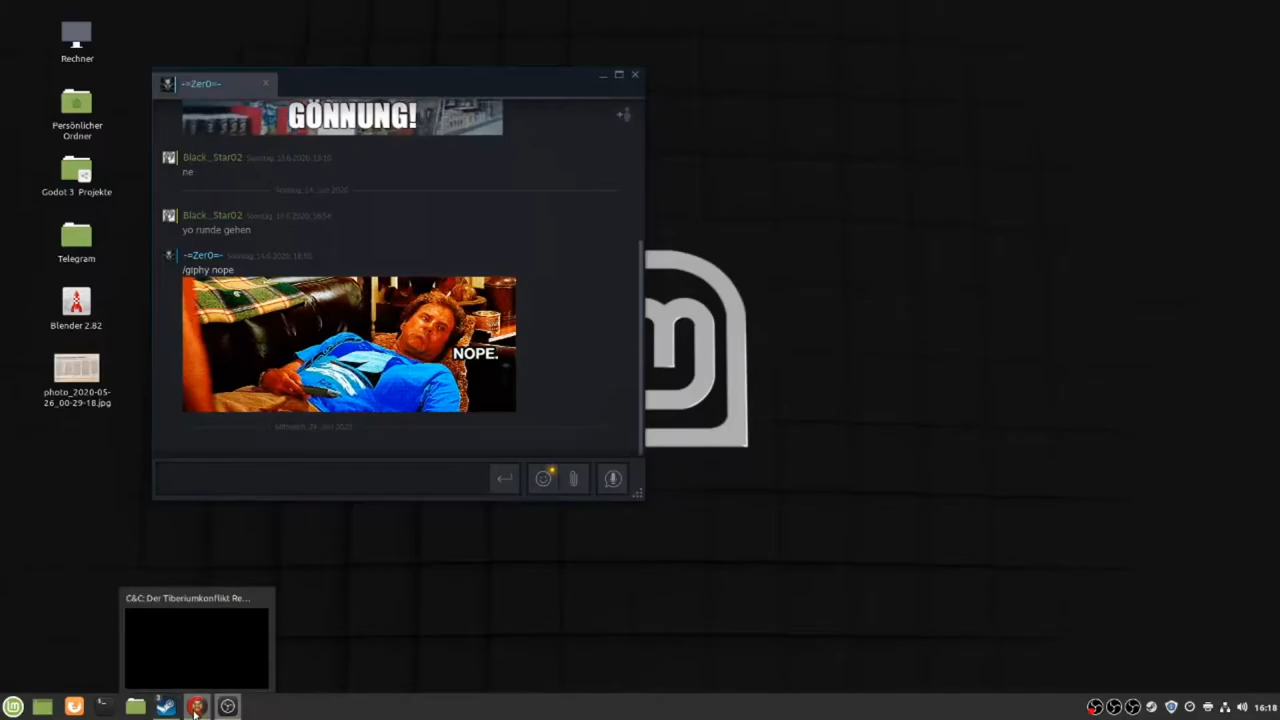 Rechner
Persönlicher
Ordner
Godot 3 Projekte
Telegram
Blender 2.82
photo_2020-05-
26_00-29-18.jpg
-=Zer0=-
GÖNNUNG!
Black_Star02
ne
Black_Star02
yo runde gehen
-=Zer0=-
/giphy nope
NOPE.
C&C: Der Tiberiumkonflikt Re...
3
16:18